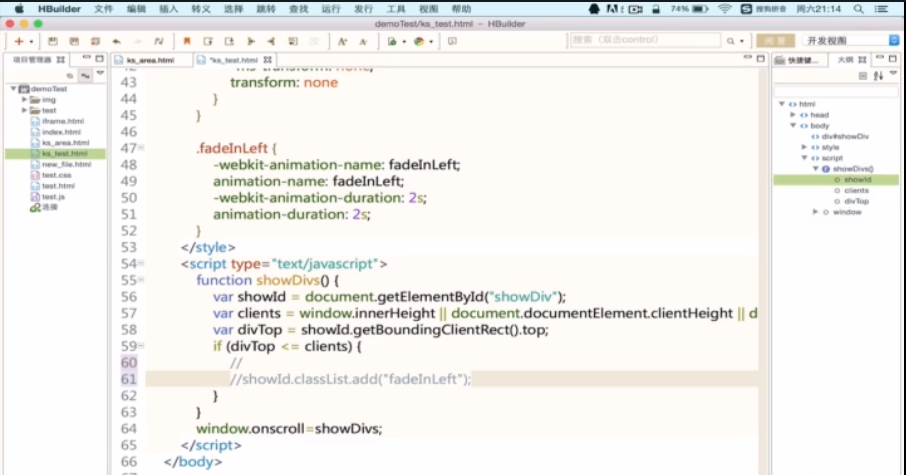 HBuilder 文件 编辑 插入 转义 选择 跳转 查找 运行 发行 工具 视图 帮助 74% 搜狗拼音 周六21:14
demoTest/ks_test.html – HBuilder
搜索 (双击control) 开发视图
项目管理器 ks_area.html *ks_test.html 快捷键... 大纲
demoTest
img
test
iframe.html
index.html
ks_area.html
ks_test.html
new_file.html
test.css
test.html
test.js
连接
43 transform: none
44 }
45 }
46
47 .fadeInLeft {
48 -webkit-animation-name: fadeInLeft;
49 animation-name: fadeInLeft;
50 -webkit-animation-duration: 2s;
51 animation-duration: 2s;
52 }
53 </style>
54 <script type="text/javascript">
55 function showDivs() {
56 var showId = document.getElementById("showDiv");
57 var clients = window.innerHeight || document.documentElement.clientHeight || d
58 var divTop = showId.getBoundingClientRect().top;
59 if (divTop <= clients) {
60 //
61 //showId.classList.add("fadeInLeft");
62 }
63 }
64 window.onscroll=showDivs;
65 </script>
66 </body>
html
head
body
div#showDiv
style
script
showDivs()
showId
clients
divTop
window